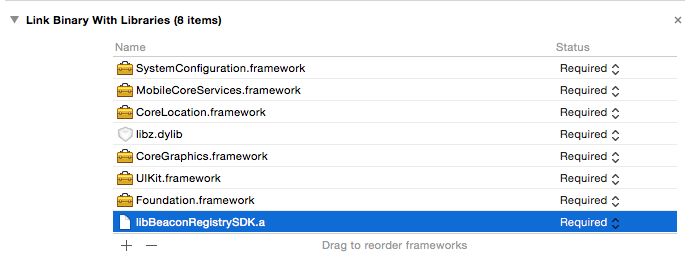 Link Binary With Libraries (8 items)
Name Status
SystemConfiguration.framework Required
MobileCoreServices.framework Required
CoreLocation.framework Required
libz.dylib Required
CoreGraphics.framework Required
UIKit.framework Required
Foundation.framework Required
libBeaconRegistrySDK.a Required
Drag to reorder frameworks